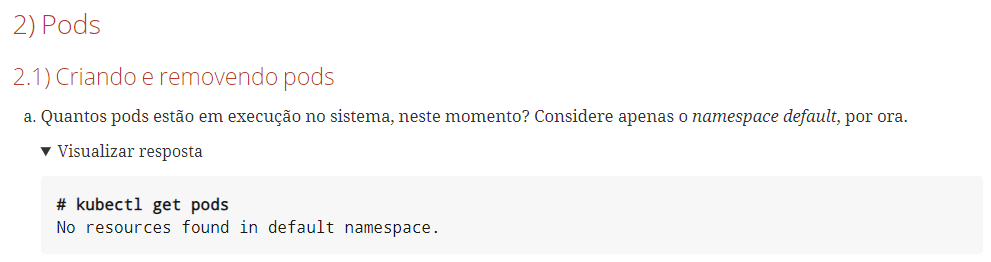 2) Pods
2.1) Criando e removendo pods
a. Quantos pods estão em execução no sistema, neste momento? Considere apenas o namespace default, por ora.
▼ Visualizar resposta
# kubectl get pods
No resources found in default namespace.